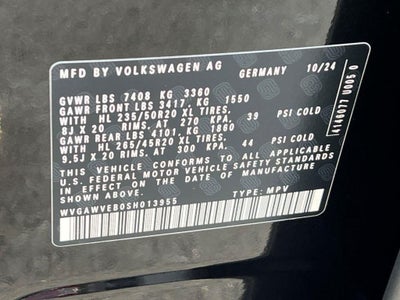 MFD BY VOLKSWAGEN AG GERMANY 10/24
GVWR LBS 7408 KG 3360
GAWR FRONT LBS 3417, KG 1550
WITH HL 235/50R20 XL TIRES,
8J X 20 RIMS, AT 270 KPA, 39 PSI COLD
GAWR REAR LBS 4101, KG 1860
WITH HL 265/45R20 XL TIRES,
9.5J X 20 RIMS, AT 300 KPA, 44 PSI COLD
THIS VEHICLE CONFORMS TO ALL APPLICABLE
U.S. FEDERAL MOTOR VEHICLE SAFETY STANDARDS
IN EFFECT ON THE DATE OF MANUFACTURE
SHOWN ABOVE.
WVGAWVEB0SH013955 TYPE: MPV